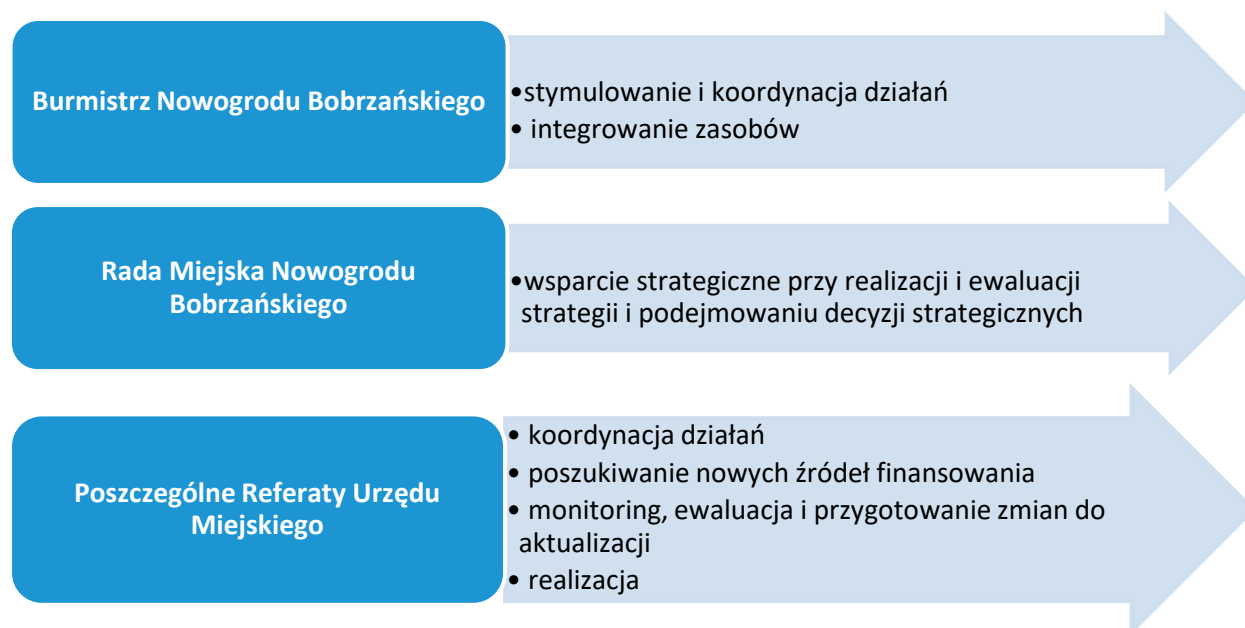 Burmistrz Nowogrodu Bobrzańskiego
•stymulowanie i koordynacja działań
• integrowanie zasobów
Rada Miejska Nowogrodu
Bobrzańskiego
•wsparcie strategiczne przy realizacji i ewaluacji
strategii i podejmowaniu decyzji strategicznych
Poszczególne Referaty Urzędu
Miejskiego
• koordynacja działań
• poszukiwanie nowych źródeł finansowania
• monitoring, ewaluacja i przygotowanie zmian do
aktualizacji
• realizacja